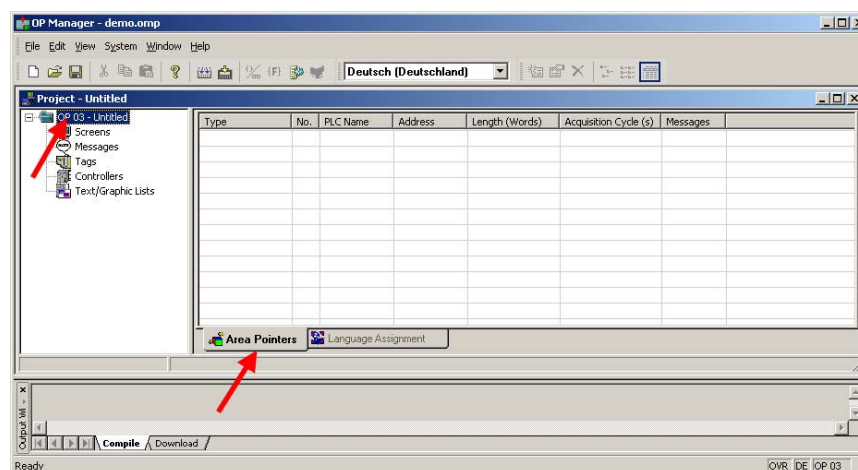 OP Manager - demo.omp
File Edit View System Window Help
Deutsch (Deutschland)
Project - Untitled
OP 03 - Untitled
Screens
Messages
Tags
Controllers
Text/Graphic Lists
Type No. PLC Name Address Length (Words) Acquisition Cycle (s) Messages
Area Pointers Language Assignment
Output Wi
Compile Download
Ready OVR DE OP 03